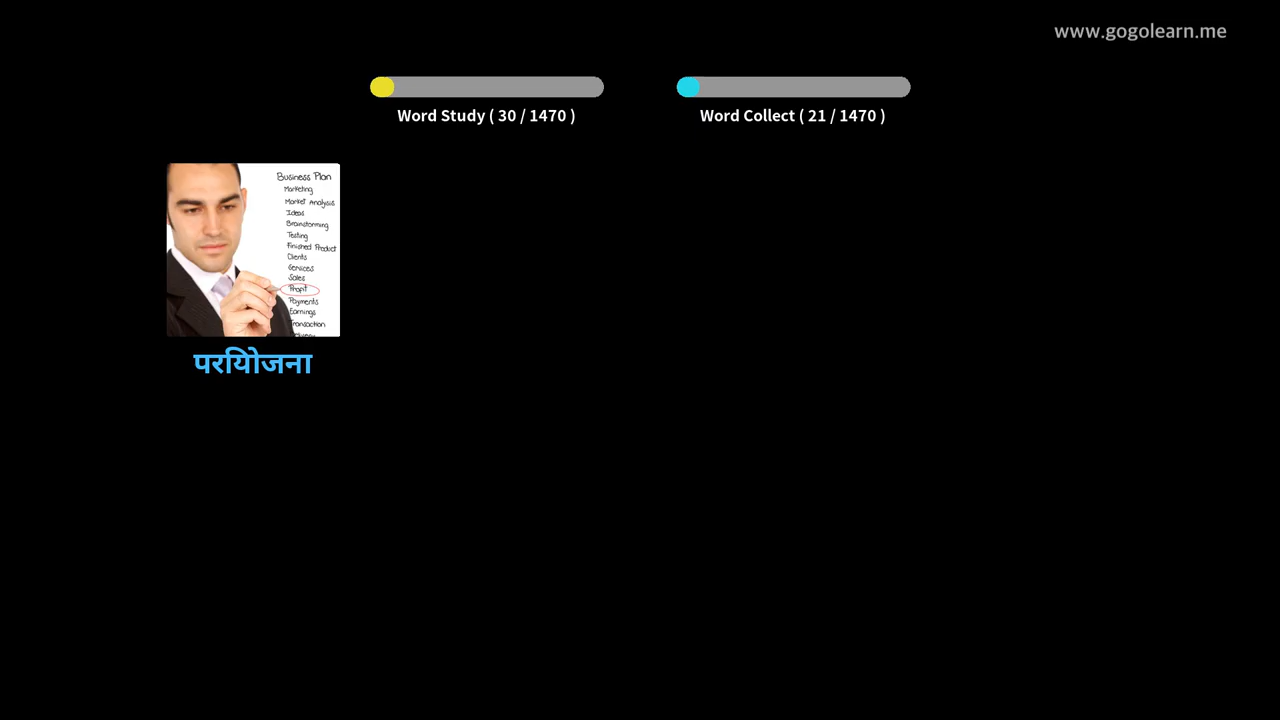 www.gogolearn.me
Word Study ( 30 / 1470 )
Word Collect ( 21 / 1470 )
Business Plan
Marketing
Market Analysis
Ideas
Brainstorming
Testing
Finished Product
Clients
Services
Sales
Profit
Payments
Earnings
Transaction
Delivery
परियोजना